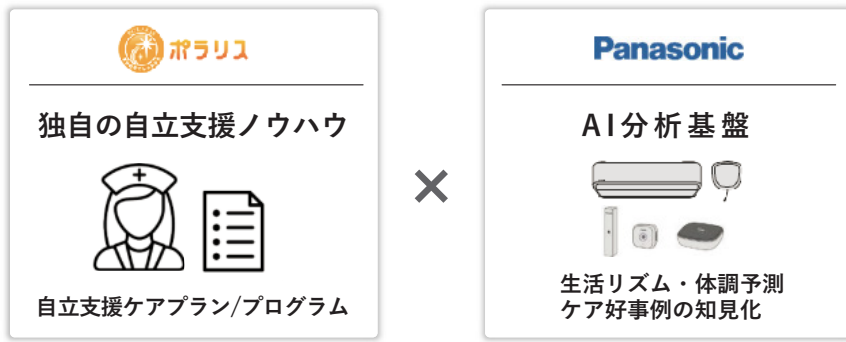 ポラリス
独自の自立支援ノウハウ
自立支援ケアプラン/プログラム
×
Panasonic
AI分析基盤
生活リズム・体調予測
ケア好事例の知見化